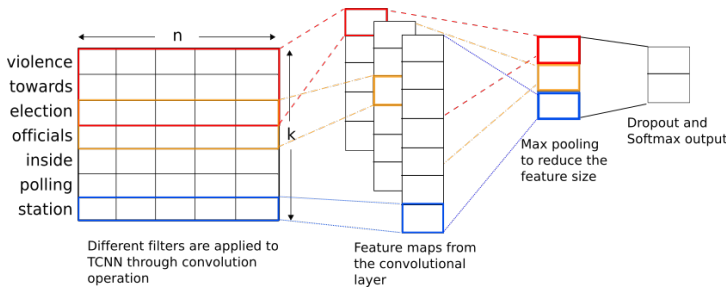 n
violence
towards
election
officials
inside
polling
station
k
Different filters are applied to
TCNN through convolution
operation
Feature maps from
the convolutional
layer
Max pooling
to reduce the
feature size
Dropout and
Softmax output